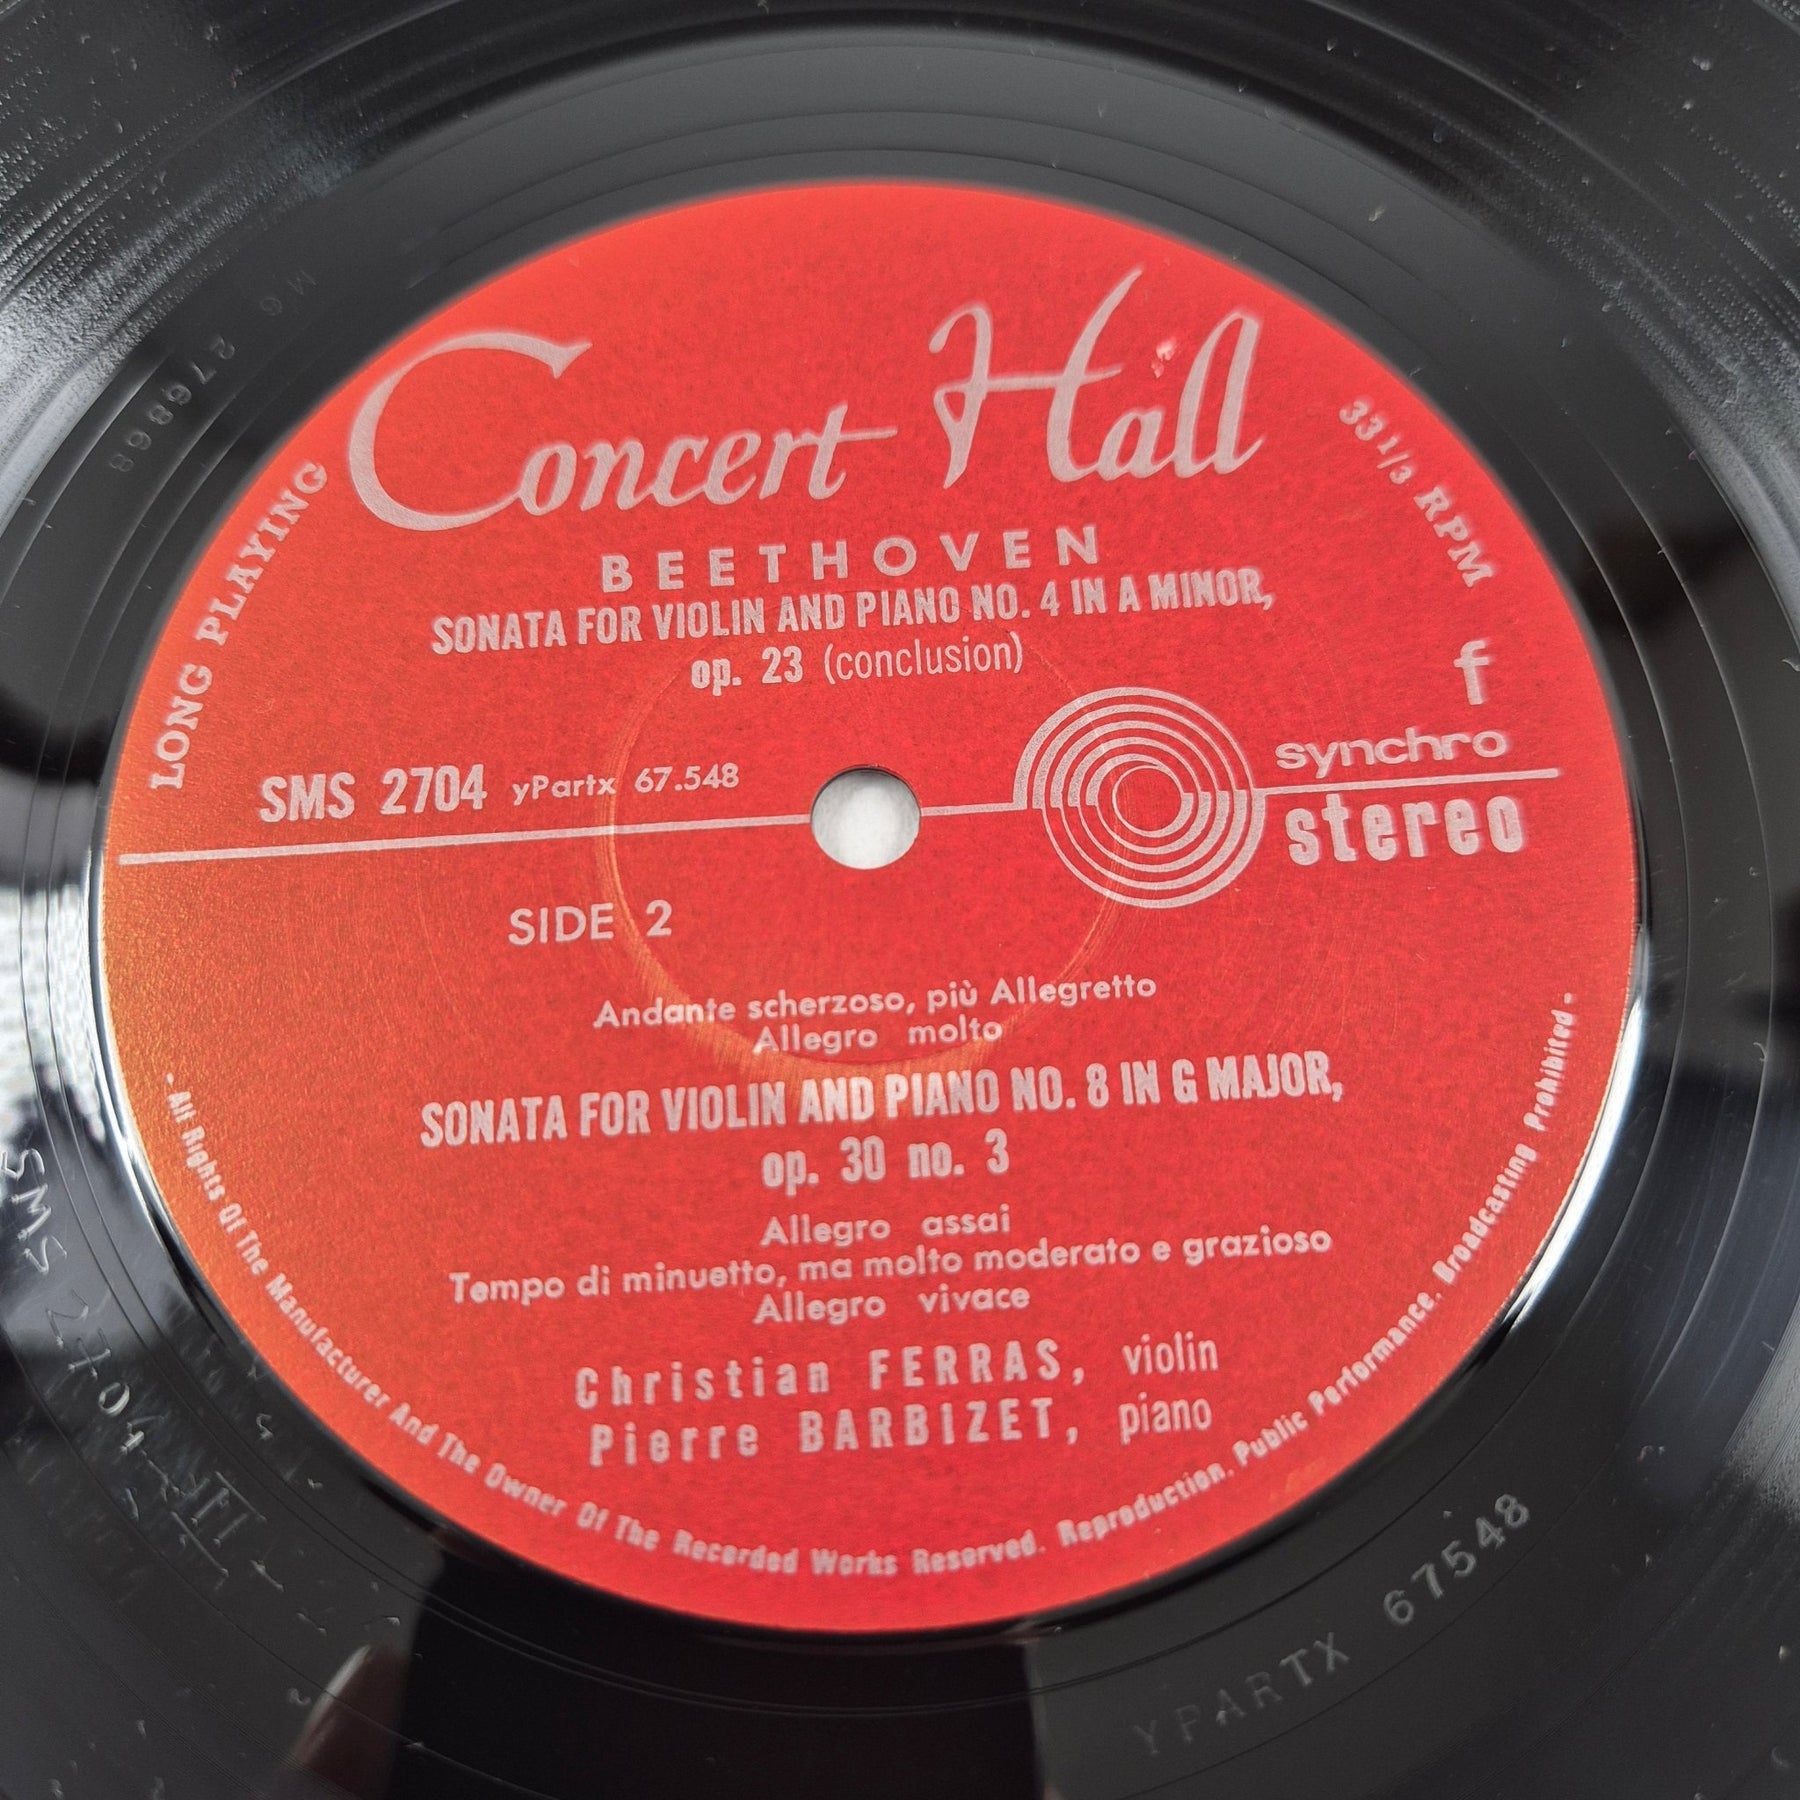 Concert Hall
LONG PLAYING
33 1/3 RPM
BEETHOVEN
SONATA FOR VIOLIN AND PIANO NO. 4 IN A MINOR,
op. 23 (conclusion)
f
synchro
stereo
SMS 2704 yPartx 67.548
SIDE 2
Andante scherzoso, più Allegretto
Allegro molto
SONATA FOR VIOLIN AND PIANO NO. 8 IN G MAJOR,
op. 30 no. 3
Allegro assai
Tempo di minuetto, ma molto moderato e grazioso
Allegro vivace
Christian FERRAS, violin
Pierre BARBIZET, piano
- All Rights Of The Manufacturer And The Owner Of The Recorded Works Reserved. Reproduction. Public Performance. Broadcasting Prohibited -
M6 276868
SMS 2704
YPARTX 67548